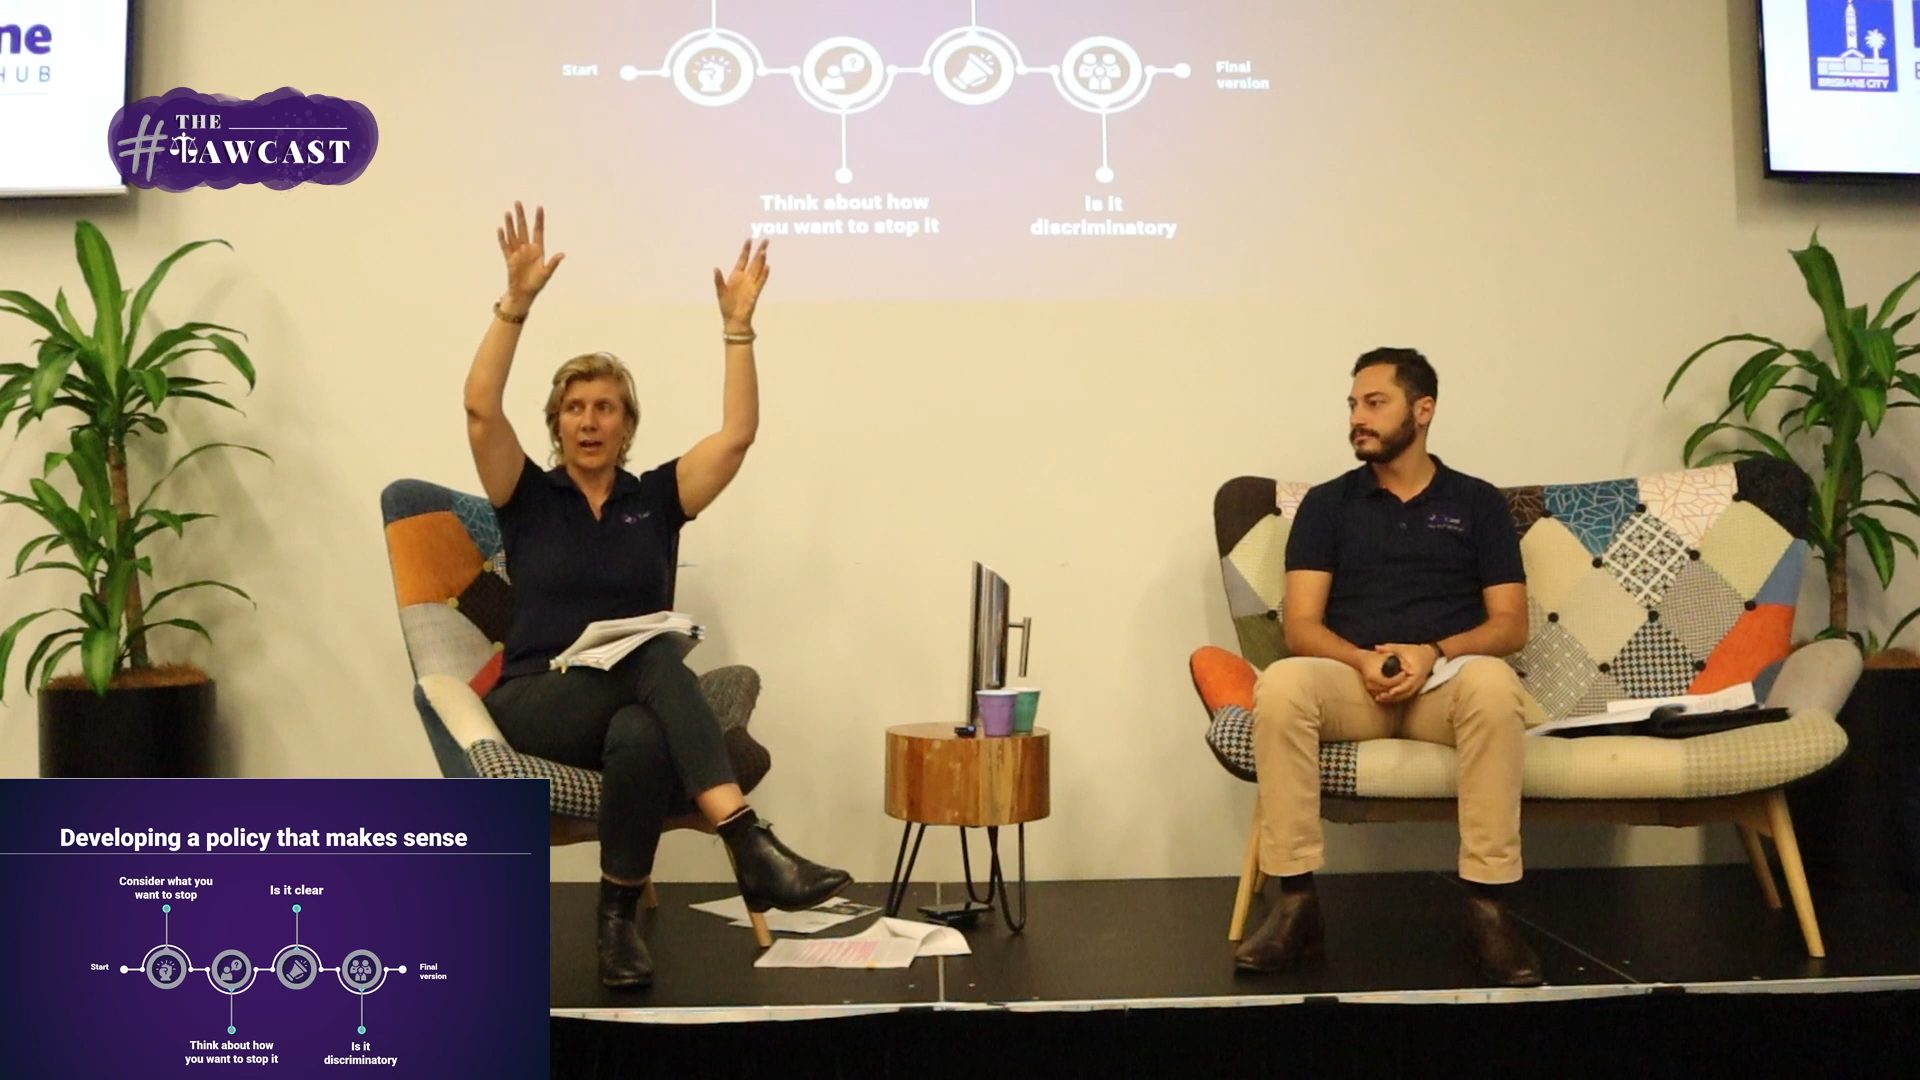 ne
HUB
#THE
LAWCAST
Start
Final
version
Think about how
you want to stop it
Is it
discriminatory
BRISBANE CITY
Developing a policy that makes sense
Consider what you
want to stop
Is it clear
Start
Final
version
Think about how
you want to stop it
Is it
discriminatory